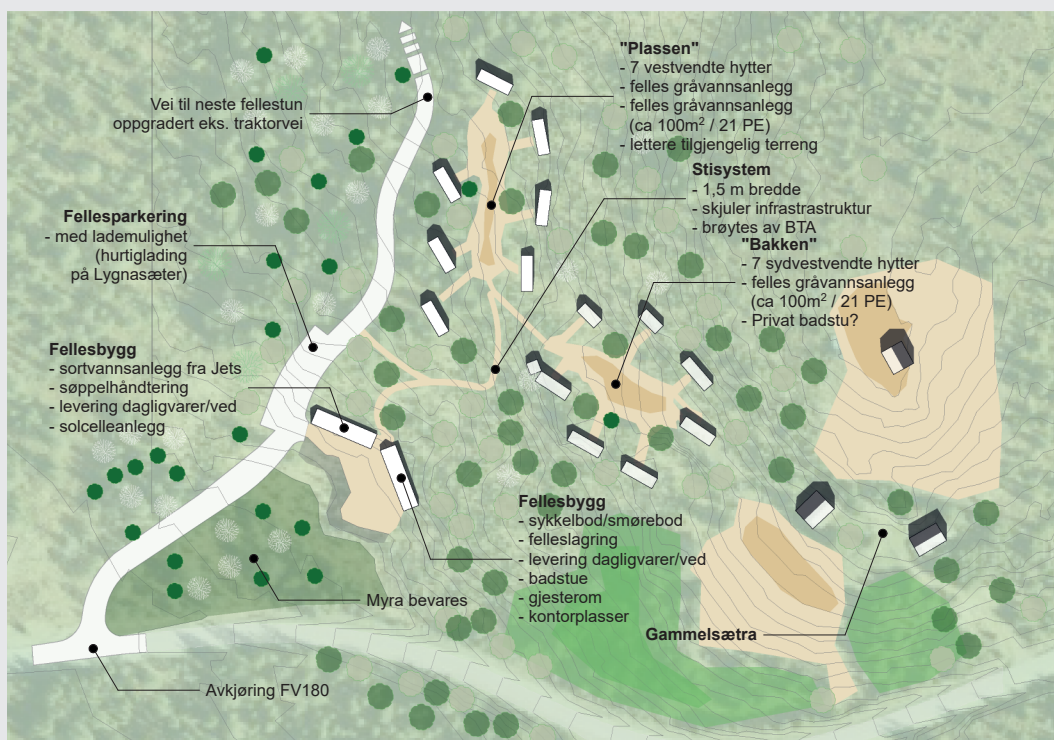 "Plassen"
- 7 vestvendte hytter
- felles gråvannsanlegg
- felles gråvannsanlegg
(ca 100m² / 21 PE)
- lettere tilgjengelig terreng
Vei til neste fellestun
oppgradert eks. traktorvei
Stisystem
- 1,5 m bredde
- skjuler infrastrastruktur
- brøytes av BTA
Fellesparkering
- med lademulighet
(hurtiglading
på Lygnasæter)
"Bakken"
- 7 sydvestvendte hytter
- felles gråvannsanlegg
(ca 100m² / 21 PE)
- Privat badstu?
Fellesbygg
- sortvannsanlegg fra Jets
- søppelhåndtering
- levering dagligvarer/ved
- solcelleanlegg
Fellesbygg
- sykkelbod/smørebod
- felleslagring
- levering dagligvarer/ved
- badstue
- gjesterom
- kontorplasser
Myra bevares
Gammelsætra
Avkjøring FV180